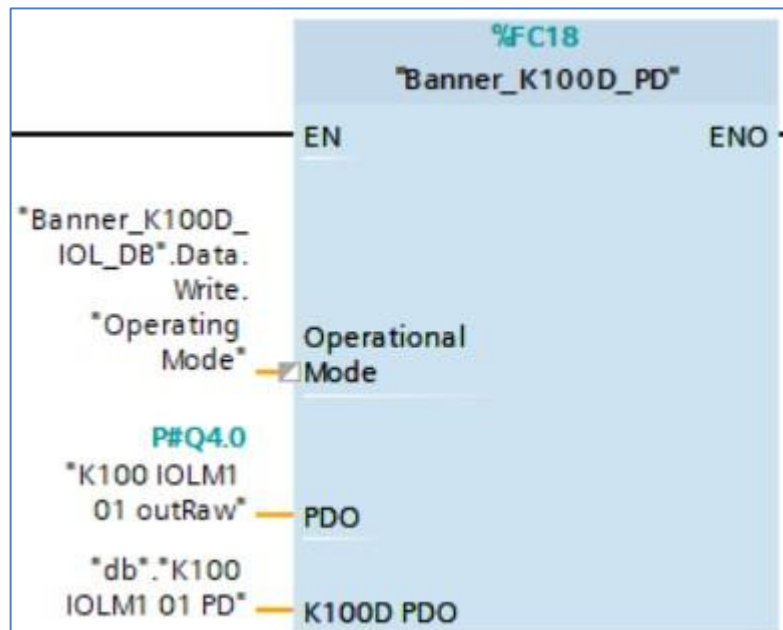 %FC18
"Banner_K100D_PD"
EN
ENO
"Banner_K100D_
IOL_DB".Data.
Write.
"Operating
Mode"
Operational
Mode
P#Q4.0
"K100 IOLM1
01 outRaw"
PDO
"db"."K100
IOLM1 01 PD"
K100D PDO